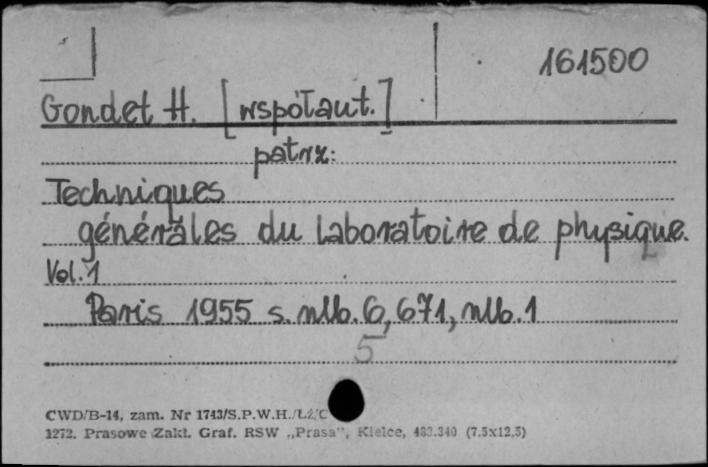 161500
Gondet H. [współaut.]
patrz:
Techniques
générales du laboratoire de physique.
Vol. 1
Paris 1955 s. nlb. 6, 671, nlb. 1
5
CWD/B-14, zam. Nr 1743/S.P.W.H./Łź/C
1272. Prasowe Zakł. Graf. RSW „Prasa”, Kielce, 483.340 (7.5x12,5)